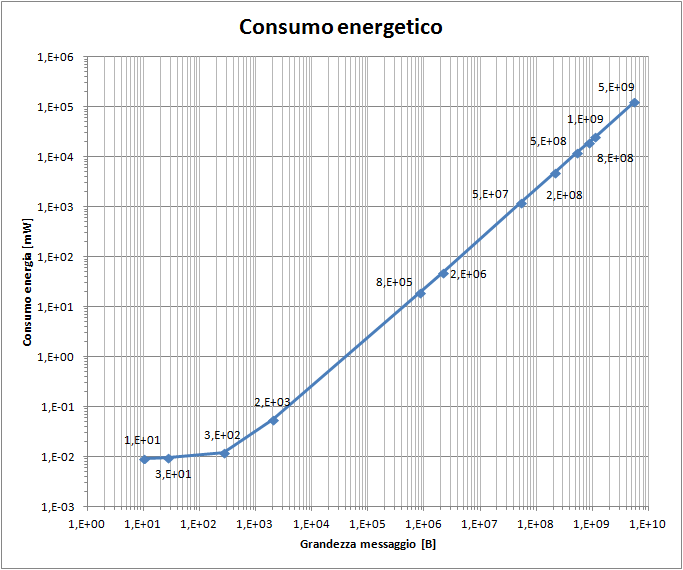 Consumo energetico
1,E+06
1,E+05
1,E+04
1,E+03
1,E+02
1,E+01
1,E+00
1,E-01
1,E-02
1,E-03
Consumo energia [mW]
5,E+09
1,E+09
5,E+08
8,E+08
5,E+07
2,E+08
8,E+05
2,E+06
2,E+03
1,E+01
3,E+02
3,E+01
1,E+00
1,E+01
1,E+02
1,E+03
1,E+04
1,E+05
1,E+06
1,E+07
1,E+08
1,E+09
1,E+10
Grandezza messaggio [B]